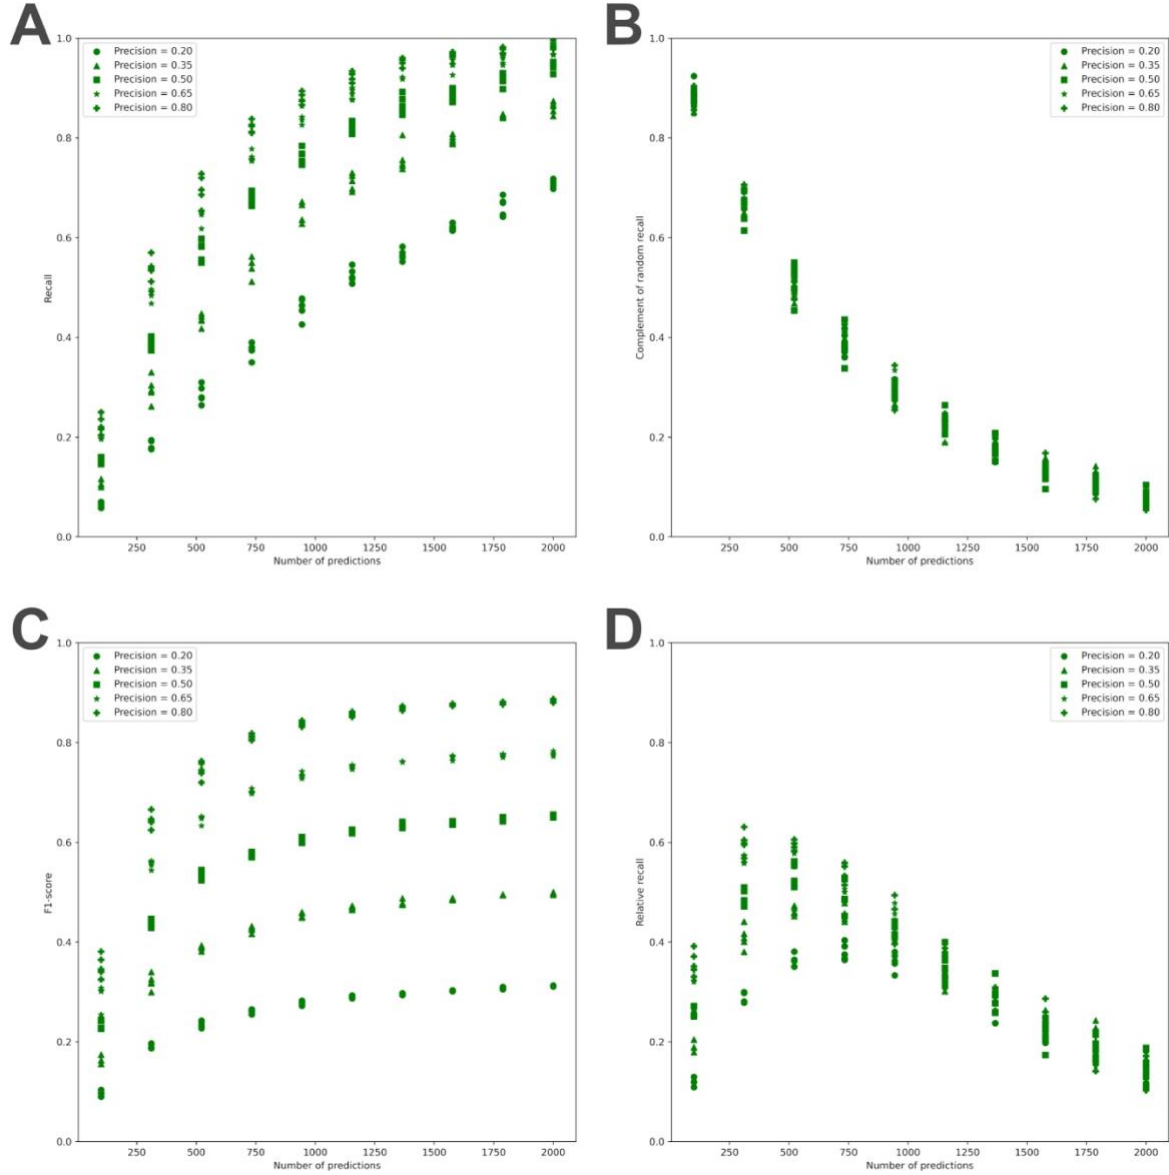 A
Precision = 0.20
Precision = 0.35
Precision = 0.50
Precision = 0.65
Precision = 0.80
1.0
0.8
0.6
0.4
0.2
0.0
Recall
250 500 750 1000 1250 1500 1750 2000
Number of predictions
B
Precision = 0.20
Precision = 0.35
Precision = 0.50
Precision = 0.65
Precision = 0.80
1.0
0.8
0.6
0.4
0.2
0.0
Complement of random recall
250 500 750 1000 1250 1500 1750 2000
Number of predictions
C
Precision = 0.20
Precision = 0.35
Precision = 0.50
Precision = 0.65
Precision = 0.80
1.0
0.8
0.6
0.4
0.2
0.0
F1-score
250 500 750 1000 1250 1500 1750 2000
Number of predictions
D
Precision = 0.20
Precision = 0.35
Precision = 0.50
Precision = 0.65
Precision = 0.80
1.0
0.8
0.6
0.4
0.2
0.0
Relative recall
250 500 750 1000 1250 1500 1750 2000
Number of predictions